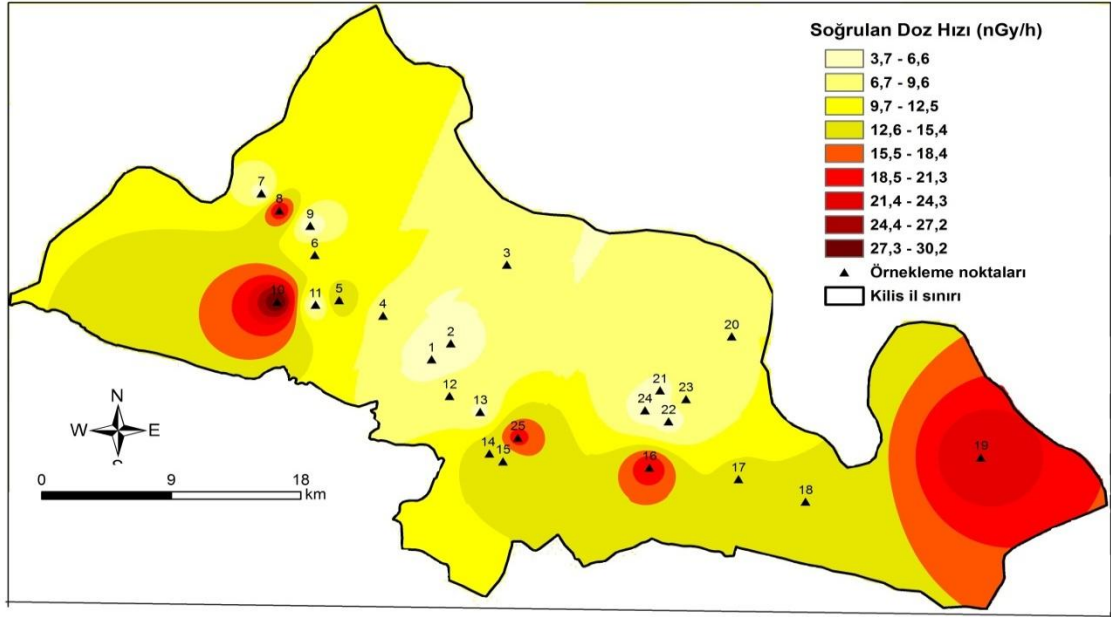 Soğrulan Doz Hızı (nGy/h)
3,7 - 6,6
6,7 - 9,6
9,7 - 12,5
12,6 - 15,4
15,5 - 18,4
18,5 - 21,3
21,4 - 24,3
24,4 - 27,2
27,3 - 30,2
Örnekleme noktaları
Kilis il sınırı
7
8
9
6
3
10
11
5
4
20
2
1
21
23
12
24
22
13
25
14
15
16
17
19
18
N
W E
S
0 9 18
km